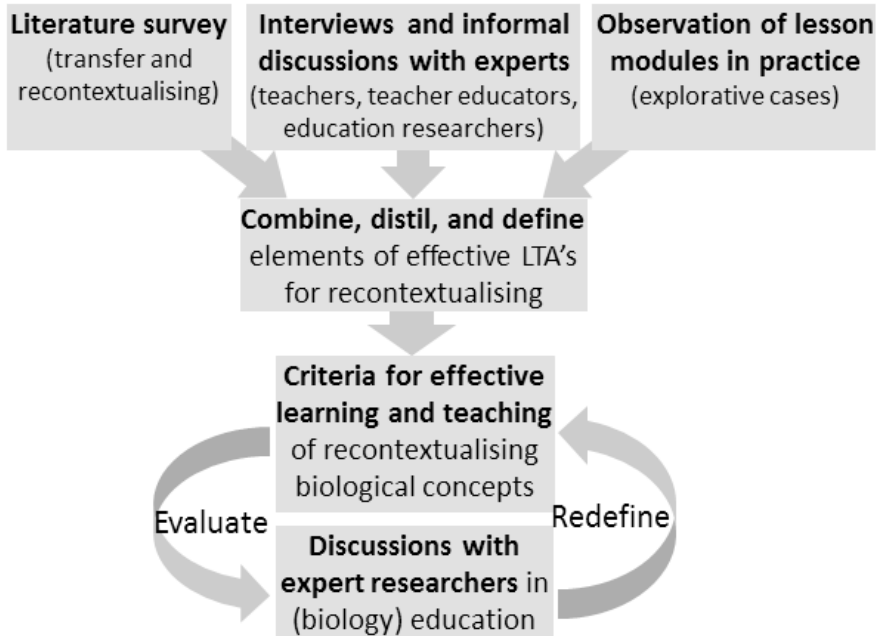 Literature survey
(transfer and
recontextualising)
Interviews and informal
discussions with experts
(teachers, teacher educators,
education researchers)
Observation of lesson
modules in practice
(explorative cases)
Combine, distil, and define
elements of effective LTA's
for recontextualising
Criteria for effective
learning and teaching
of recontextualising
biological concepts
Evaluate
Redefine
Discussions with
expert researchers in
(biology) education